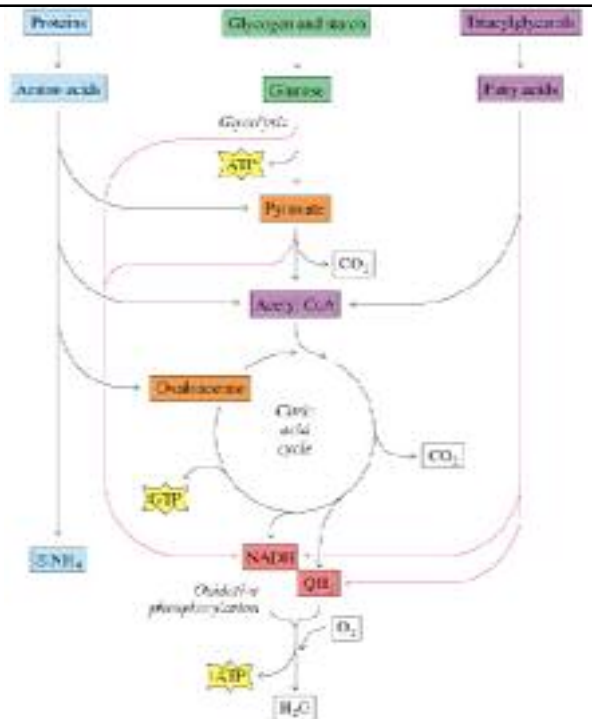 Proteins
Glycogen and starch
Triacylglycerols
Amino acids
Glucose
Fatty acids
Glycolysis
ATP
Pyruvate
CO2
Acetyl CoA
Oxaloacetate
Citric
acid
cycle
CO2
GTP
NADH
QH2
Oxidative
phosphorylation
O2
ATP
H2O